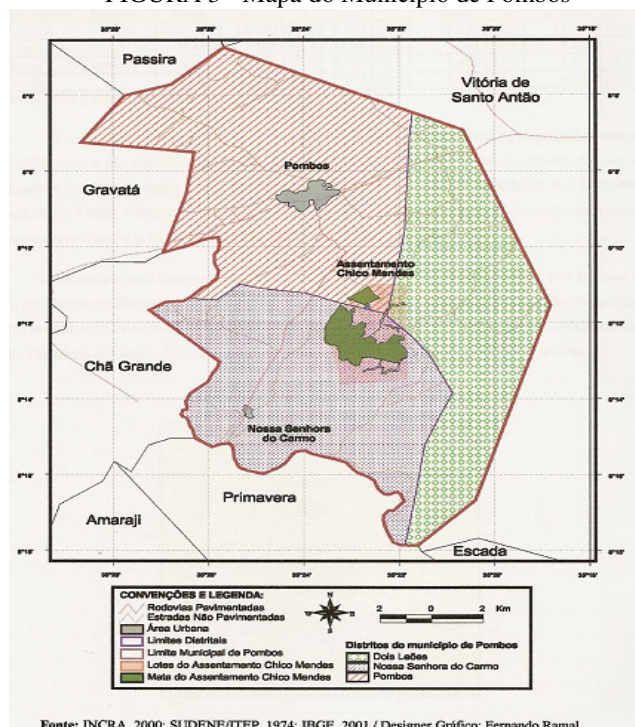 FIGURA 3 - Mapa do Município de Pombos
Passira
Vitória de
Santo Antão
Pombos
Gravatá
Assentamento
Chico Mendes
Chã Grande
Nossa Senhora
do Carmo
Primavera
Amaraji
Escada
CONVENÇÕES E LEGENDA:
Rodovias Pavimentadas
Estradas Não Pavimentadas
Área Urbana
Limites Distritais
Limite Municipal de Pombos
Lotes do Assentamento Chico Mendes
Mata do Assentamento Chico Mendes
N
2 0 2 Km
Distritos do município de Pombos
Dois Leões
Nossa Senhora do Carmo
Pombos
Fonte: INCRA, 2000; SUDENE/ITEP, 1974; IBGE, 2001 / Designer Gráfico: Fernando Ramal